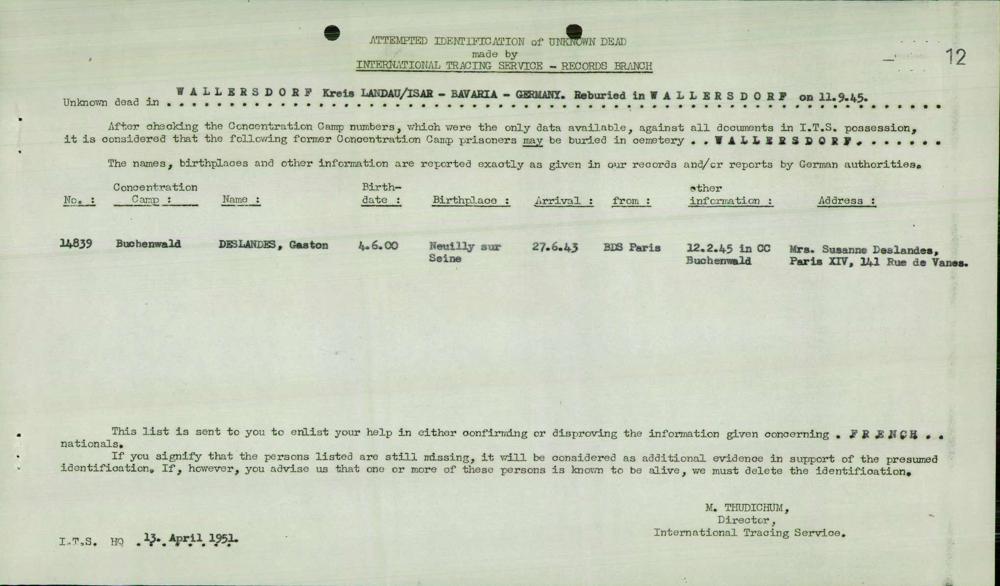 ATTEMPTED IDENTIFICATION of UNKNOWN DEAD
made by
INTERNATIONAL TRACING SERVICE - RECORDS BRANCH
12
Unknown dead in WALLERSDORF Kreis LANDAU/ISAR - BAVARIA - GERMANY. Reburied in WALLERSDORF on 11.9.45.
After checking the Concentration Camp numbers, which were the only data available, against all documents in I.T.S. possession,
it is considered that the following former Concentration Camp prisoners may be buried in cemetery . . WALLERSDORF. . . . . . .
The names, birthplaces and other information are reported exactly as given in our records and/or reports by German authorities.
No. : Concentration Camp : Name : Birth-date : Birthplace : Arrival : from : other information : Address :
14839 Buchenwald DESLANDES, Gaston 4.6.00 Neuilly sur 27.6.43 BDS Paris 12.2.45 in CC Mrs. Susanne Deslandes,
Seine Buchenwald Paris XIV, 141 Rue de Vanes.
This list is sent to you to enlist your help in either confirming or disproving the information given concerning . FRENCH . .
nationals.
If you signify that the persons listed are still missing, it will be considered as additional evidence in support of the presumed
identification. If, however, you advise us that one or more of these persons is known to be alive, we must delete the identification.
M. THUDICHUM,
Director,
International Tracing Service.
I.T.S. HQ .13. April 1951.